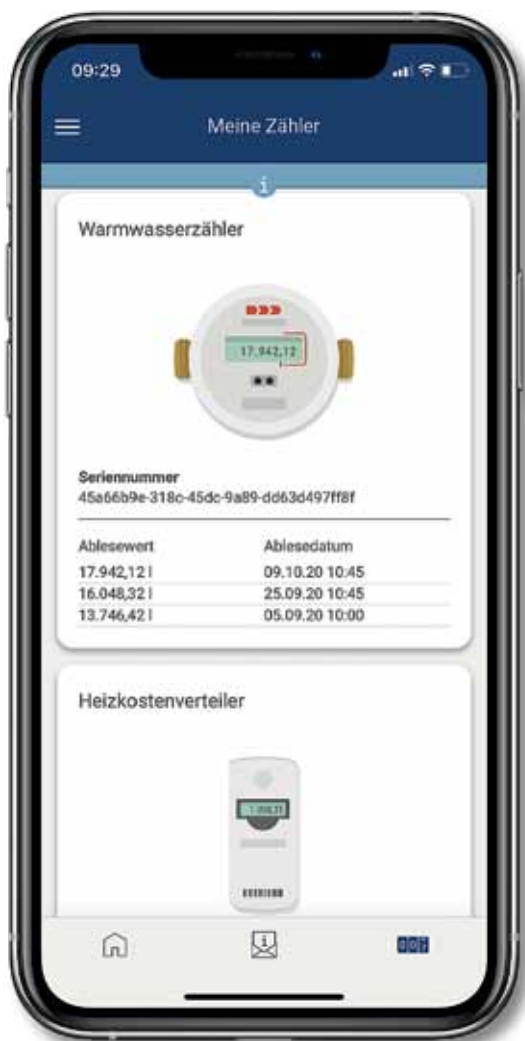 09:29
Meine Zähler
i
Warmwasserzähler
17.942,12
Seriennummer
45a66b9e-318c-45dc-9a89-dd63d497ff8f
Ablesewert Ablesedatum
17.942,12 l 09.10.20 10:45
16.048,32 l 25.09.20 10:45
13.746,42 l 05.09.20 10:00
Heizkostenverteiler
i